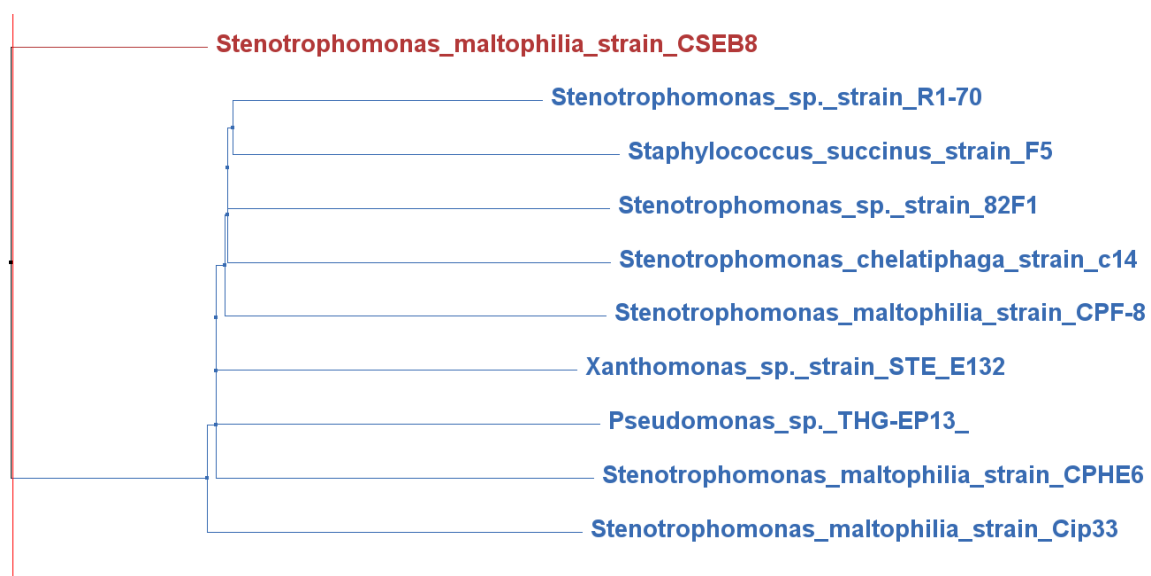 Stenotrophomonas_maltophilia_strain_CSEB8
Stenotrophomonas_sp._strain_R1-70
Staphylococcus_succinus_strain_F5
Stenotrophomonas_sp._strain_82F1
Stenotrophomonas_chelatiphaga_strain_c14
Stenotrophomonas_maltophilia_strain_CPF-8
Xanthomonas_sp._strain_STE_E132
Pseudomonas_sp._THG-EP13_
Stenotrophomonas_maltophilia_strain_CPHE6
Stenotrophomonas_maltophilia_strain_Cip33